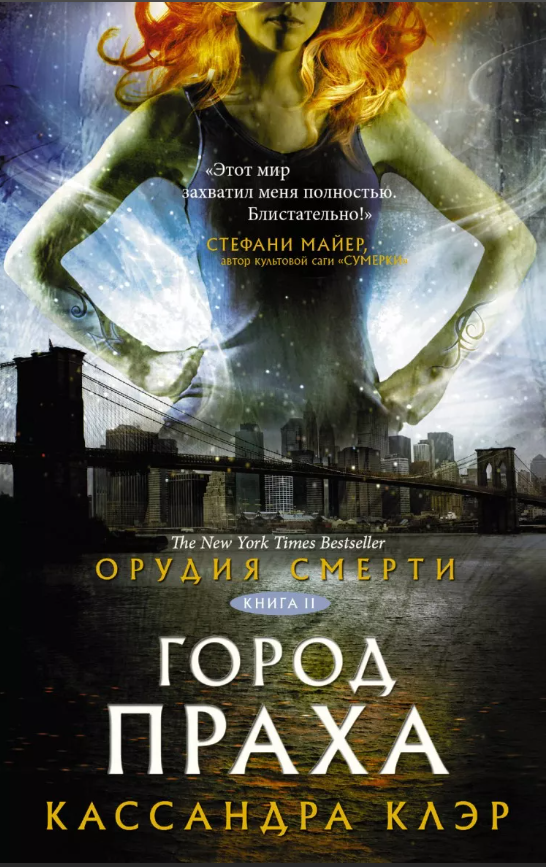 «Этот мир
захватил меня полностью.
Блистательно!»
СТЕФАНИ МАЙЕР,
автор культовой саги «СУМЕРКИ»
The New York Times Bestseller
ОРУДИЯ СМЕРТИ
КНИГА II
ГОРОД
ПРАХА
КАССАНДРА КЛЭР